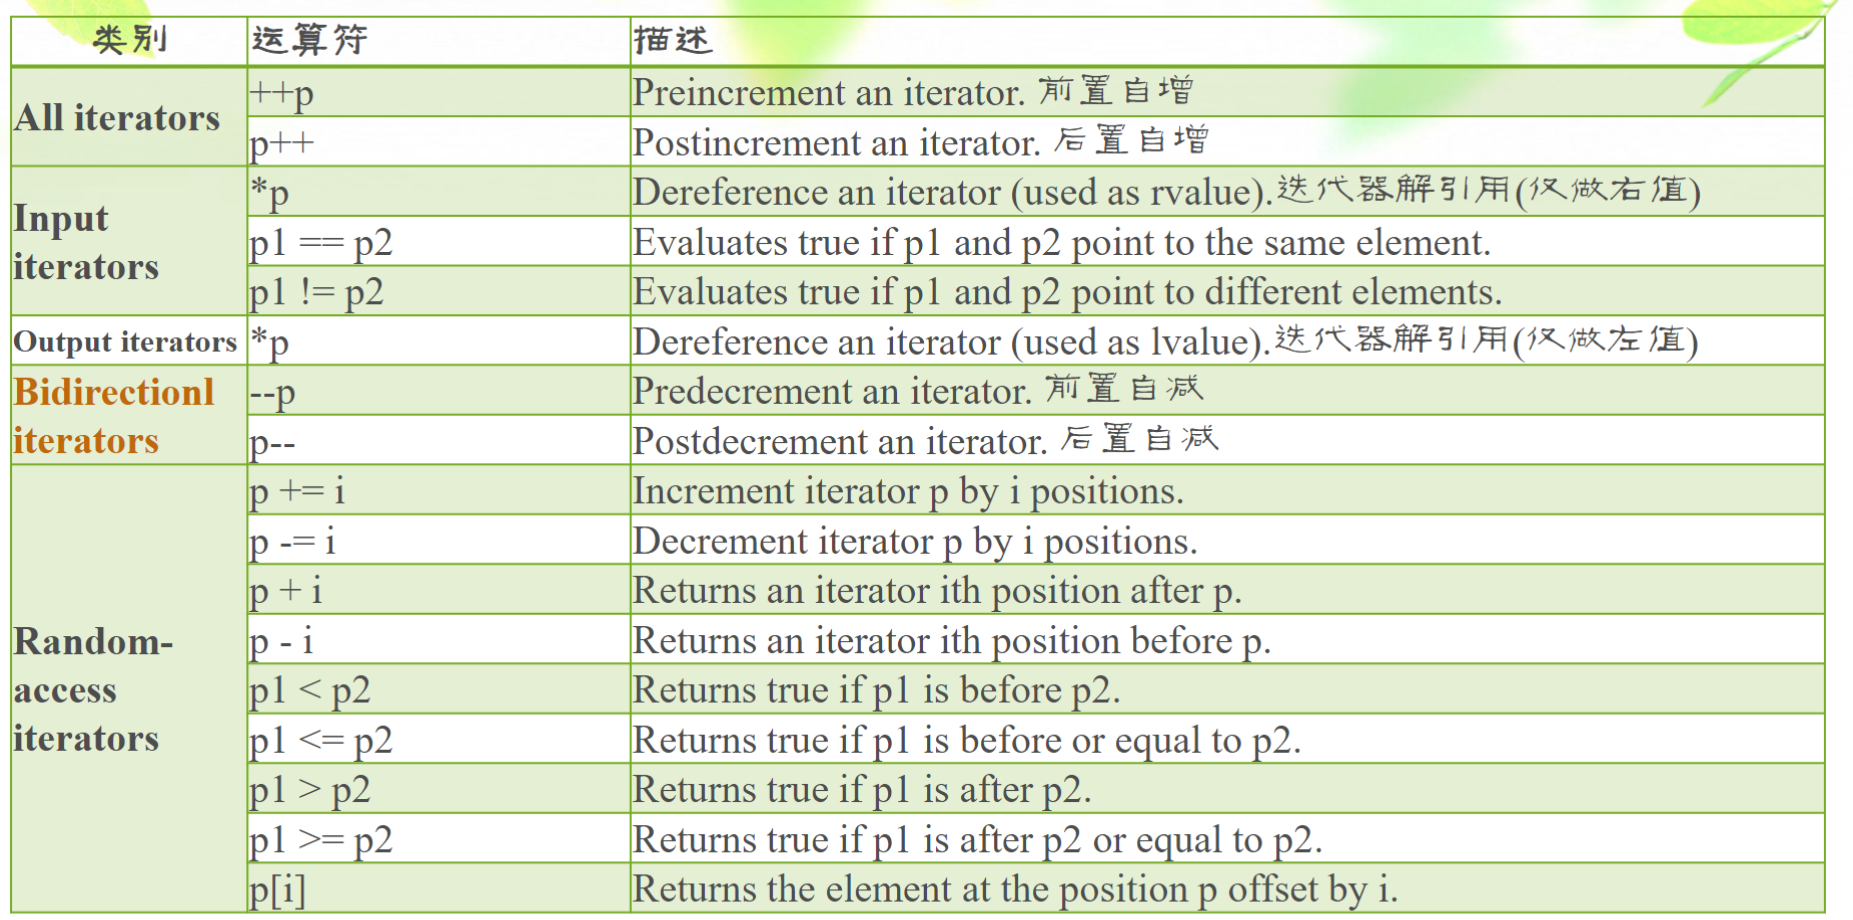 类别 运算符 描述
All iterators ++p Preincrement an iterator. 前置自增
p++ Postincrement an iterator. 后置自增
Input
iterators
*p Dereference an iterator (used as rvalue).迭代器解引用(仅做右值)
p1 == p2 Evaluates true if p1 and p2 point to the same element.
p1 != p2 Evaluates true if p1 and p2 point to different elements.
Output iterators *p Dereference an iterator (used as lvalue).迭代器解引用(仅做左值)
Bidirectionl
iterators
--p Predecrement an iterator. 前置自减
p-- Postdecrement an iterator. 后置自减
Random-
access
iterators
p += i Increment iterator p by i positions.
p -= i Decrement iterator p by i positions.
p + i Returns an iterator ith position after p.
p - i Returns an iterator ith position before p.
p1 < p2 Returns true if p1 is before p2.
p1 <= p2 Returns true if p1 is before or equal to p2.
p1 > p2 Returns true if p1 is after p2.
p1 >= p2 Returns true if p1 is after p2 or equal to p2.
p[i] Returns the element at the position p offset by i.